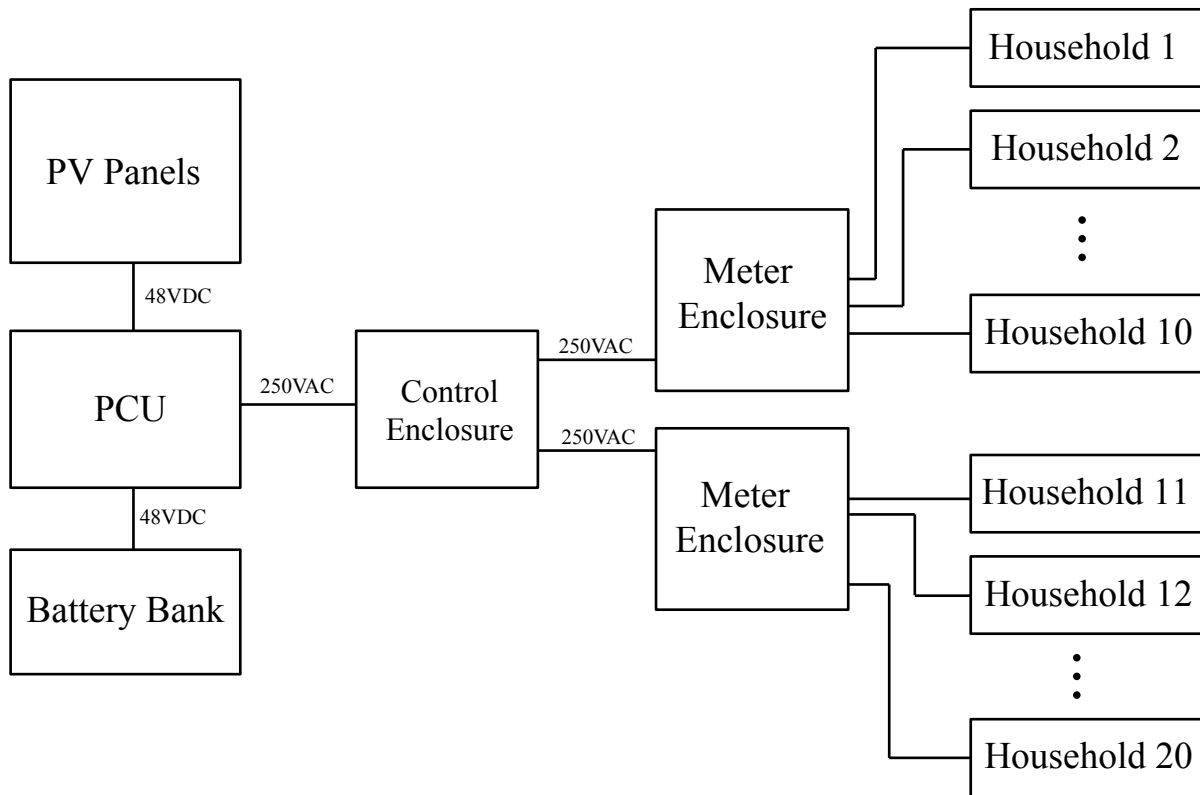 PV Panels
48VDC
PCU
48VDC
Battery Bank
250VAC
Control
Enclosure
250VAC
250VAC
Meter
Enclosure
Meter
Enclosure
Household 1
Household 2
Household 10
Household 11
Household 12
Household 20